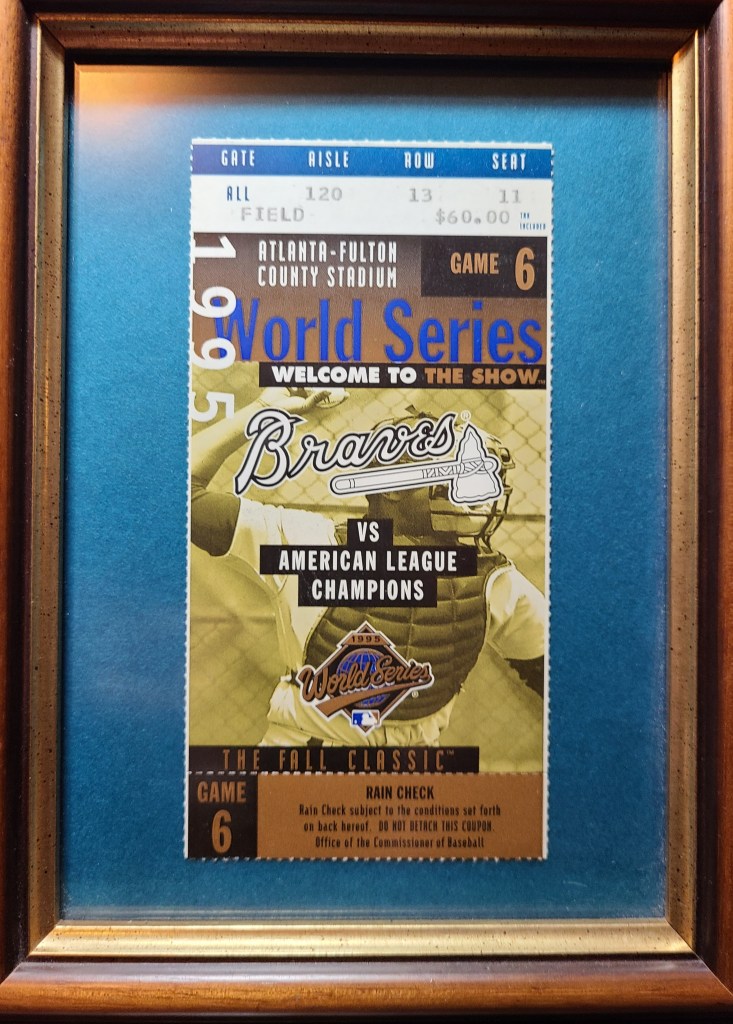 GATE AISLE ROW SEAT
ALL 120 13 11
FIELD $60.00 TAX INCLUDED
1995
ATLANTA-FULTON
COUNTY STADIUM
GAME 6
World Series
WELCOME TO THE SHOW™
Braves®
VS
AMERICAN LEAGUE
CHAMPIONS
1995
World Series®
THE FALL CLASSIC™
GAME
6
RAIN CHECK
Rain Check subject to the conditions set forth
on back hereof. DO NOT DETACH THIS COUPON.
Office of the Commissioner of Baseball